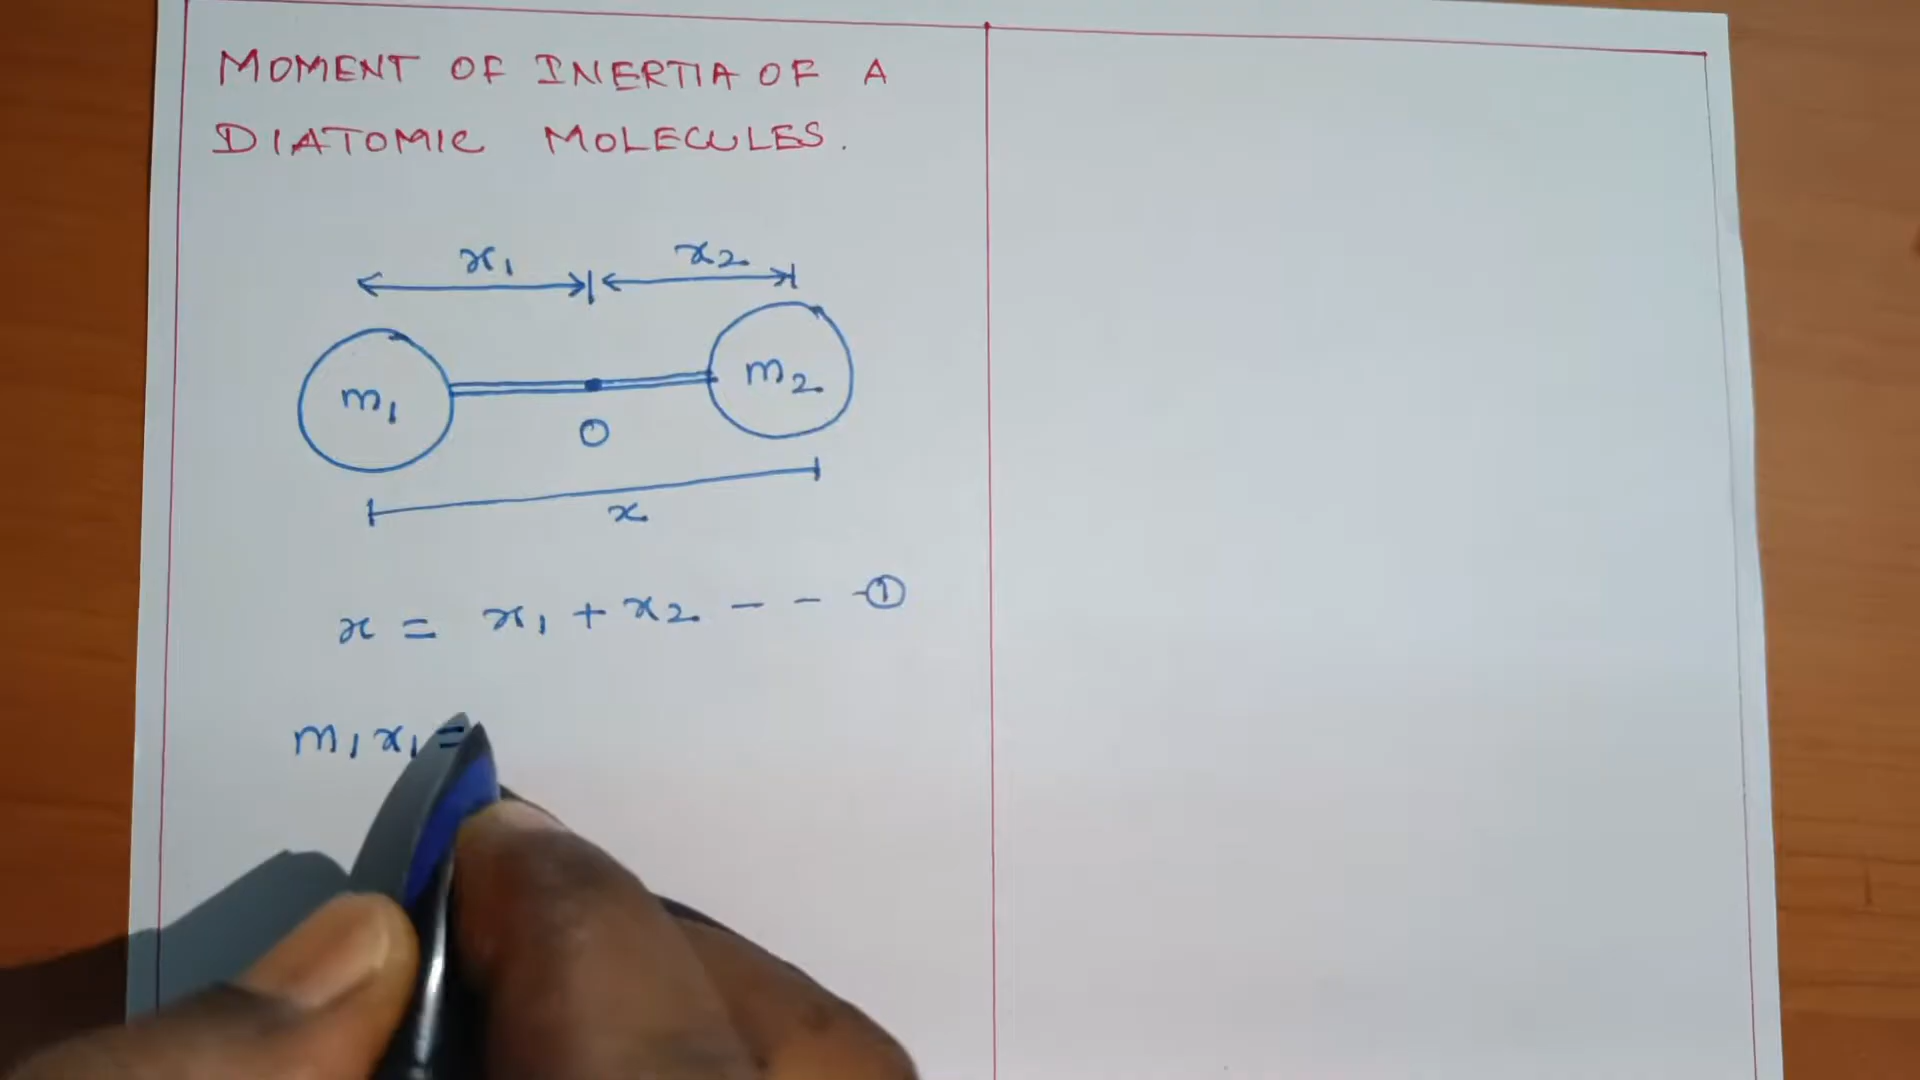 MOMENT OF INERTIA OF A
DIATOMIC MOLECULES.
x₁ x₂
m₁ m₂
O
x
x = x₁ + x₂ - - - ①
m₁x₁ =